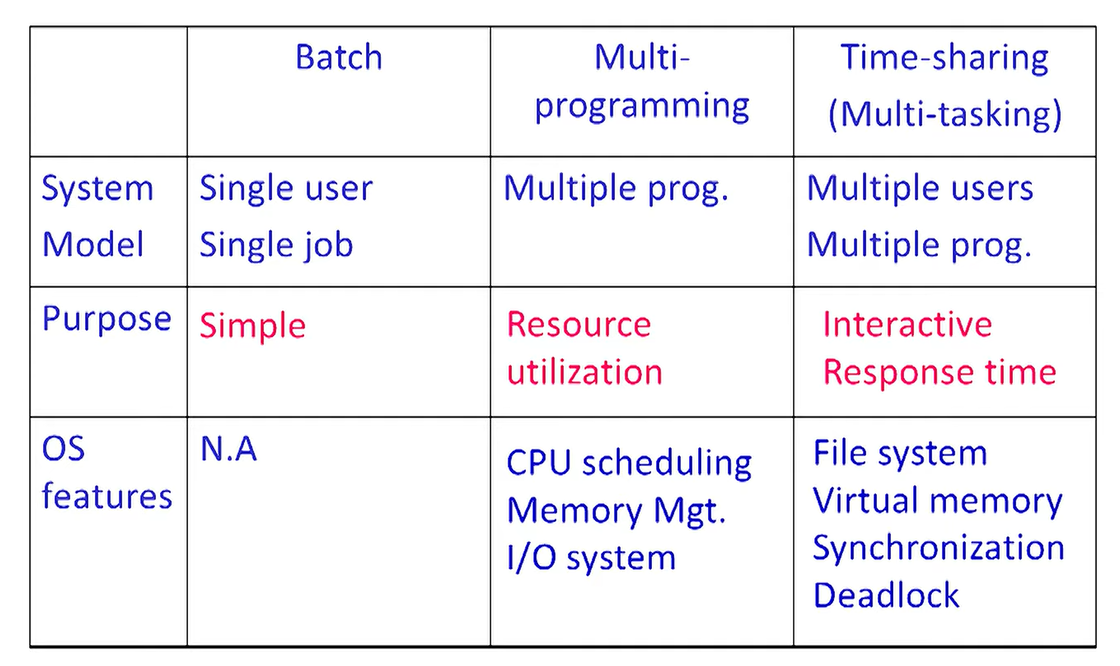 Batch
Multi-
programming
Time-sharing
(Multi-tasking)
System
Model
Single user
Single job
Multiple prog.
Multiple users
Multiple prog.
Purpose
Simple
Resource
utilization
Interactive
Response time
OS
features
N.A
CPU scheduling
Memory Mgt.
I/O system
File system
Virtual memory
Synchronization
Deadlock